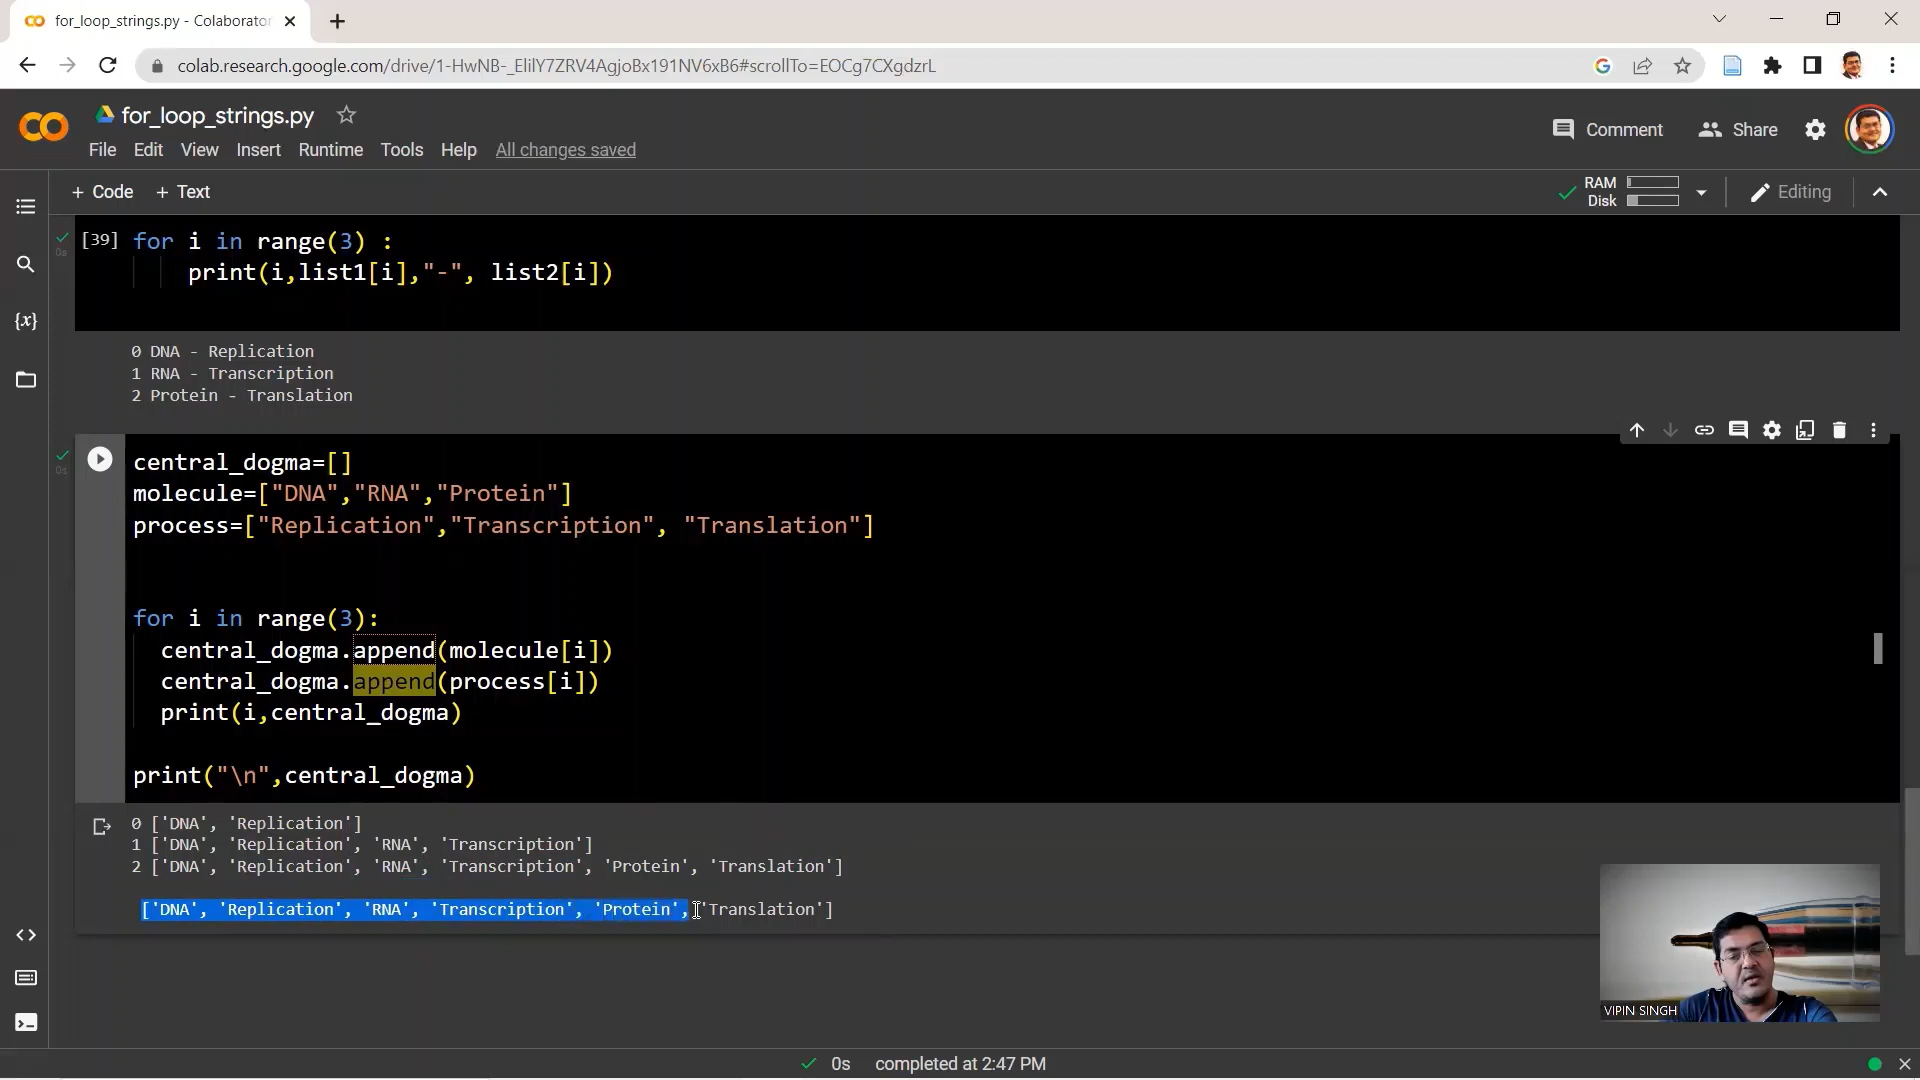 for_loop_strings.py - Colaborator
colab.research.google.com/drive/1-HwNB-_ElilY7ZRV4AgjoBx191NV6xB6#scrollTo=EOCg7CXgdzrL
for_loop_strings.py
Comment
Share
File Edit View Insert Runtime Tools Help All changes saved
+ Code + Text
RAM
Disk
Editing
[39] for i in range(3) :
print(i,list1[i],"-", list2[i])
0s
0 DNA - Replication
1 RNA - Transcription
2 Protein - Translation
central_dogma=[]
0s
molecule=["DNA","RNA","Protein"]
process=["Replication","Transcription", "Translation"]
for i in range(3):
central_dogma.append(molecule[i])
central_dogma.append(process[i])
print(i,central_dogma)
print("\n",central_dogma)
0 ['DNA', 'Replication']
1 ['DNA', 'Replication', 'RNA', 'Transcription']
2 ['DNA', 'Replication', 'RNA', 'Transcription', 'Protein', 'Translation']
['DNA', 'Replication', 'RNA', 'Transcription', 'Protein', 'Translation']
VIPIN SINGH
0s completed at 2:47 PM